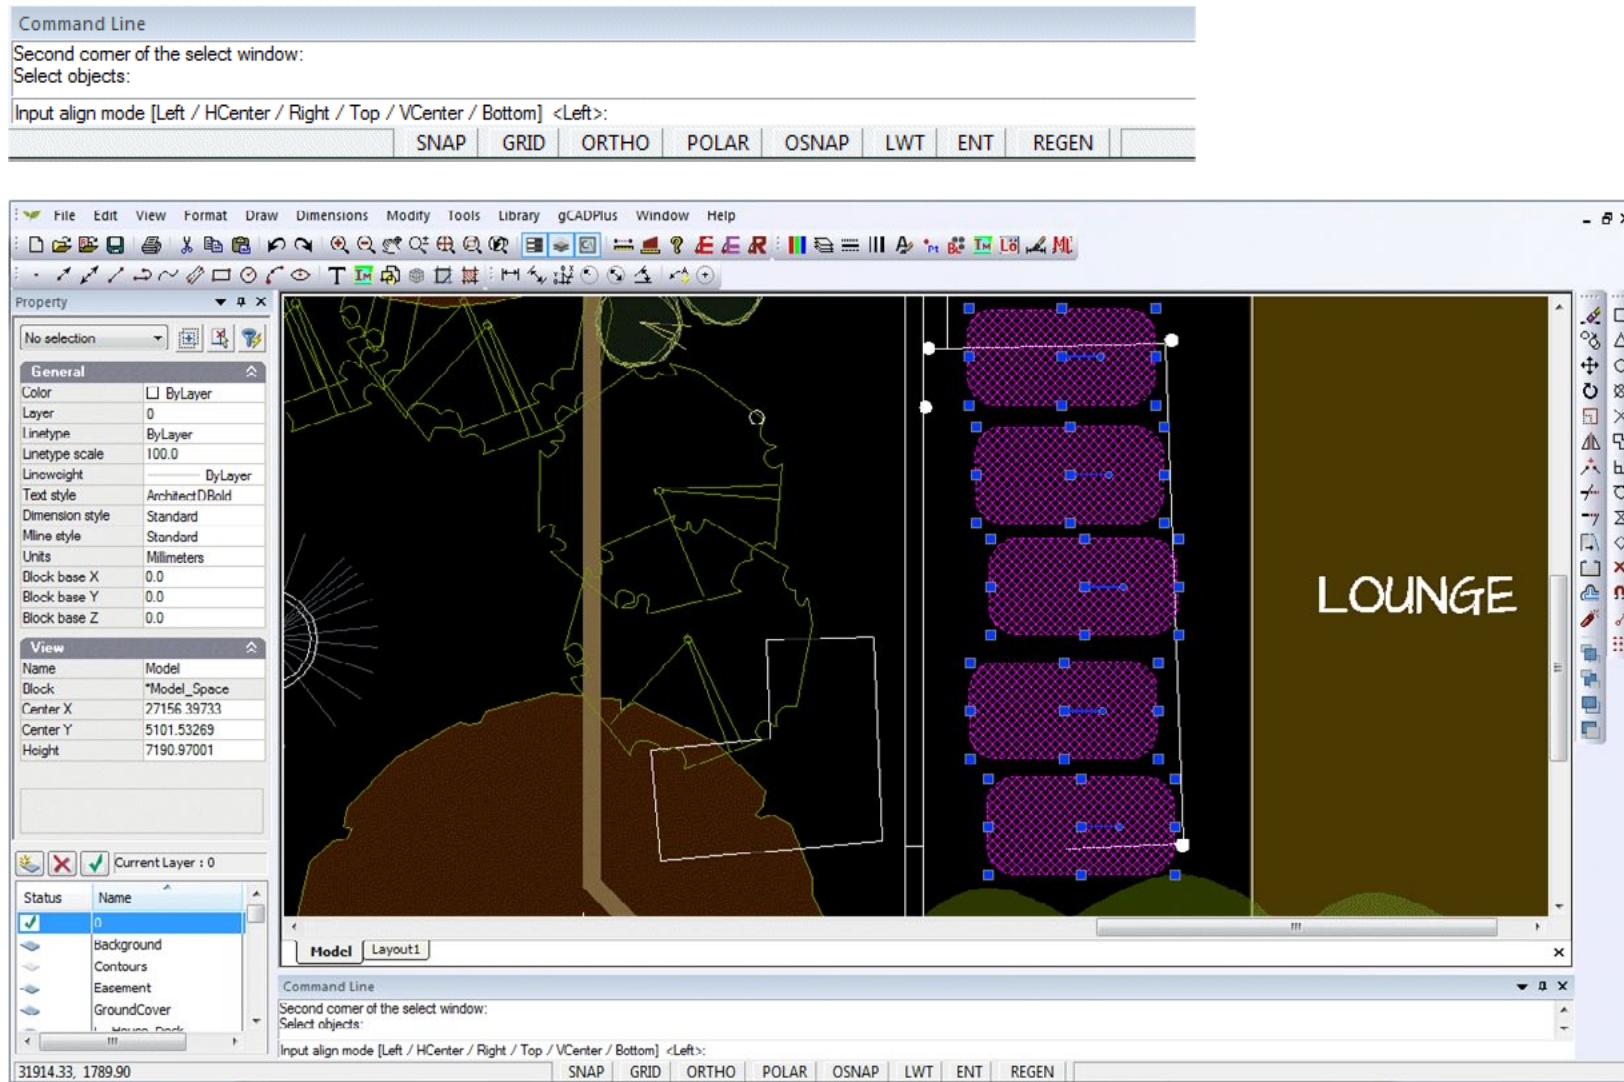 Command Line
Second corner of the select window:
Select objects:
Input align mode [Left / HCenter / Right / Top / VCenter / Bottom] <Left>:
SNAP GRID ORTHO POLAR OSNAP LWT ENT REGEN
File Edit View Format Draw Dimensions Modify Tools Library gCADPlus Window Help
Property
No selection
General
Color ByLayer
Layer 0
Linetype ByLayer
Linetype scale 100.0
Lineweight ByLayer
Text style ArchitectDBold
Dimension style Standard
Mline style Standard
Units Millimeters
Block base X 0.0
Block base Y 0.0
Block base Z 0.0
View
Name Model
Block *Model_Space
Center X 27156.39733
Center Y 5101.53269
Height 7190.97001
LOUNGE
Current Layer : 0
Status Name
0
Background
Contours
Easement
GroundCover
Model Layout1
Command Line
Second corner of the select window:
Select objects:
Input align mode [Left / HCenter / Right / Top / VCenter / Bottom] <Left>:
31914.33, 1789.90 SNAP GRID ORTHO POLAR OSNAP LWT ENT REGEN